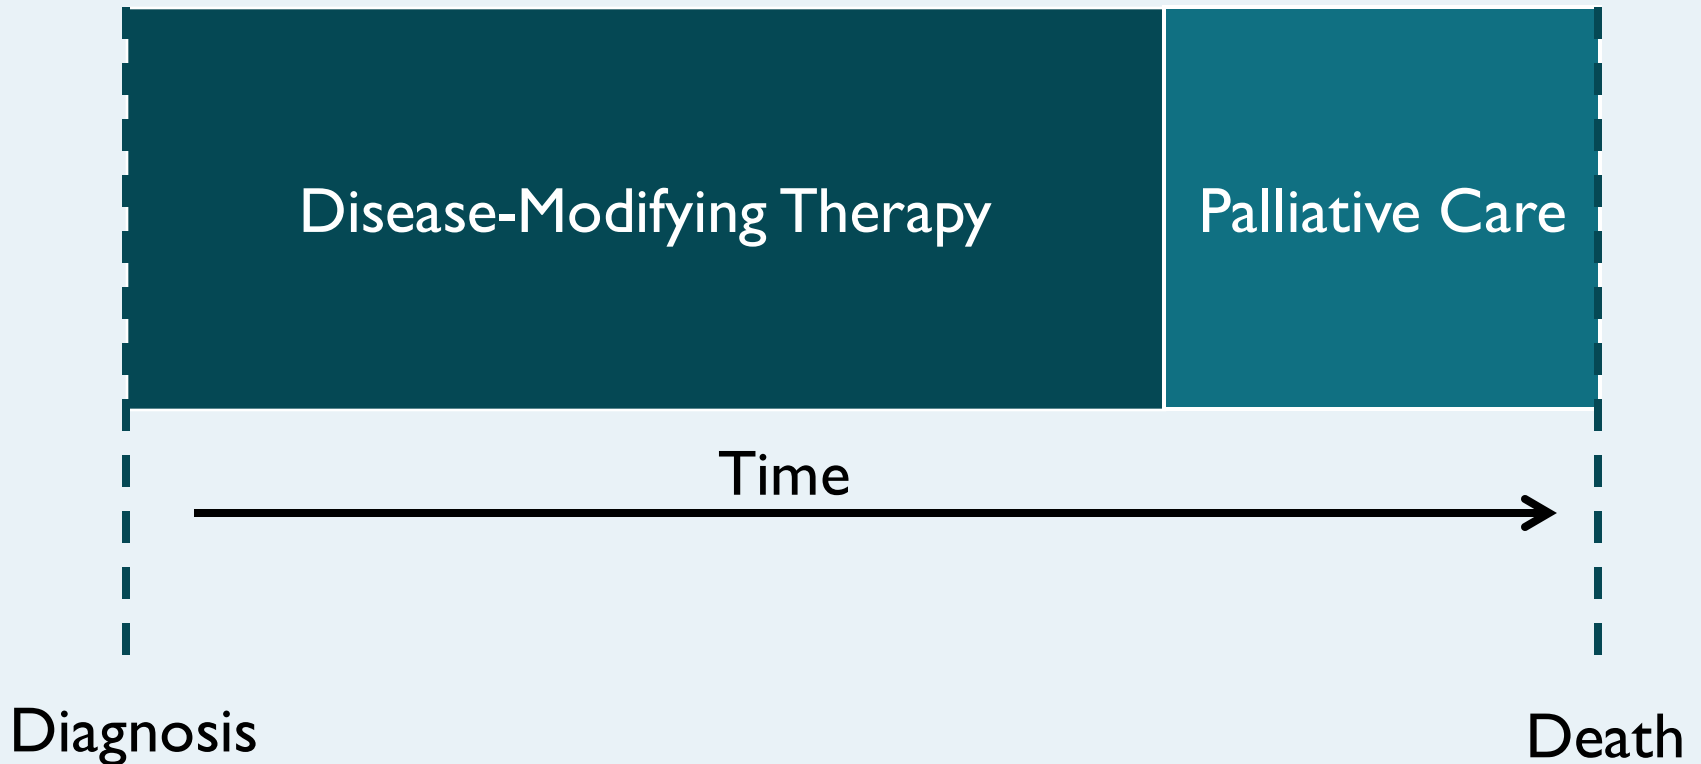 Disease-Modifying Therapy
Palliative Care
Time
Diagnosis
Death